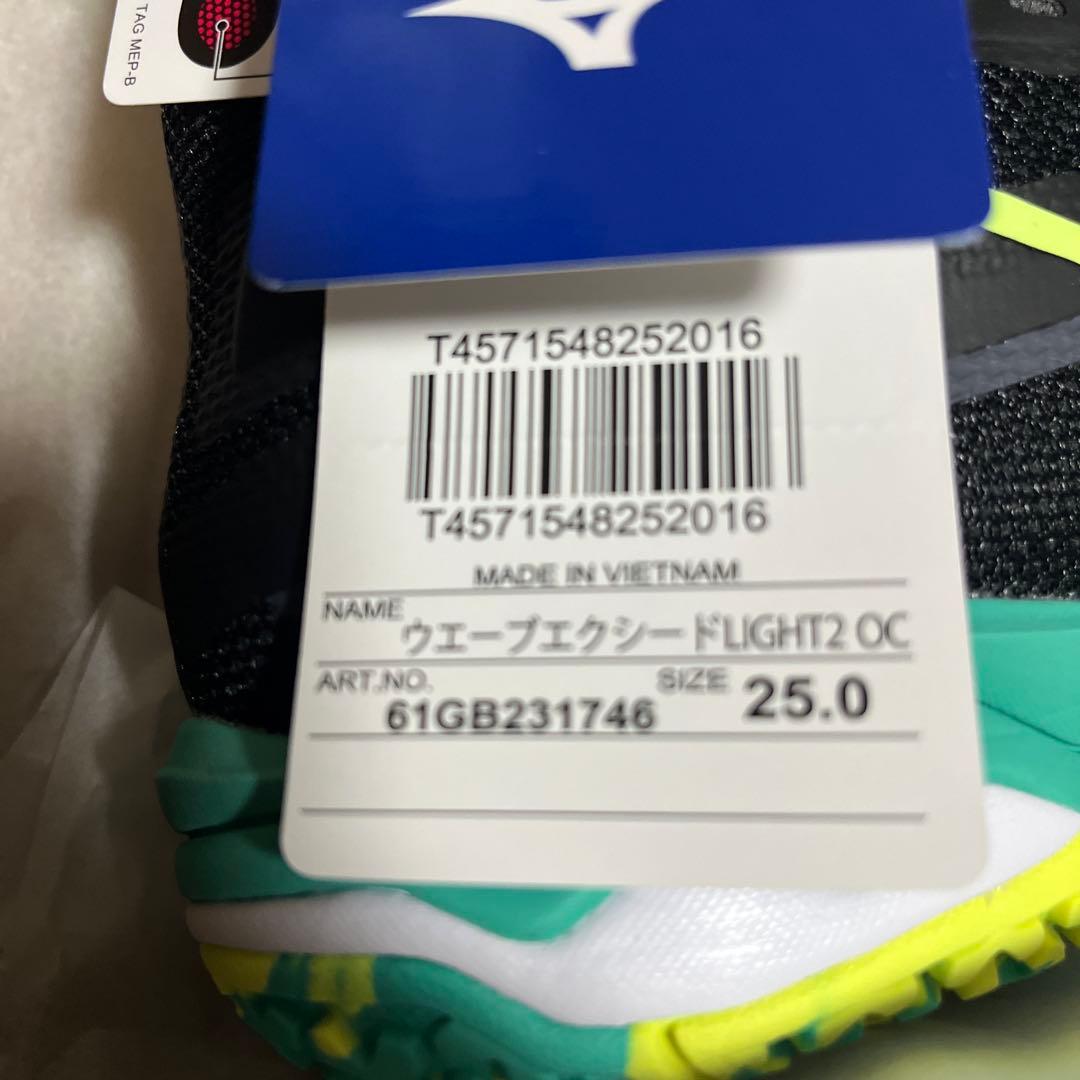 TAG MEP-B
T4571548252016
T4571548252016
MADE IN VIETNAM
NAME ウエーブエクシードLIGHT2 OC
ART.NO. 61GB231746 SIZE 25.0